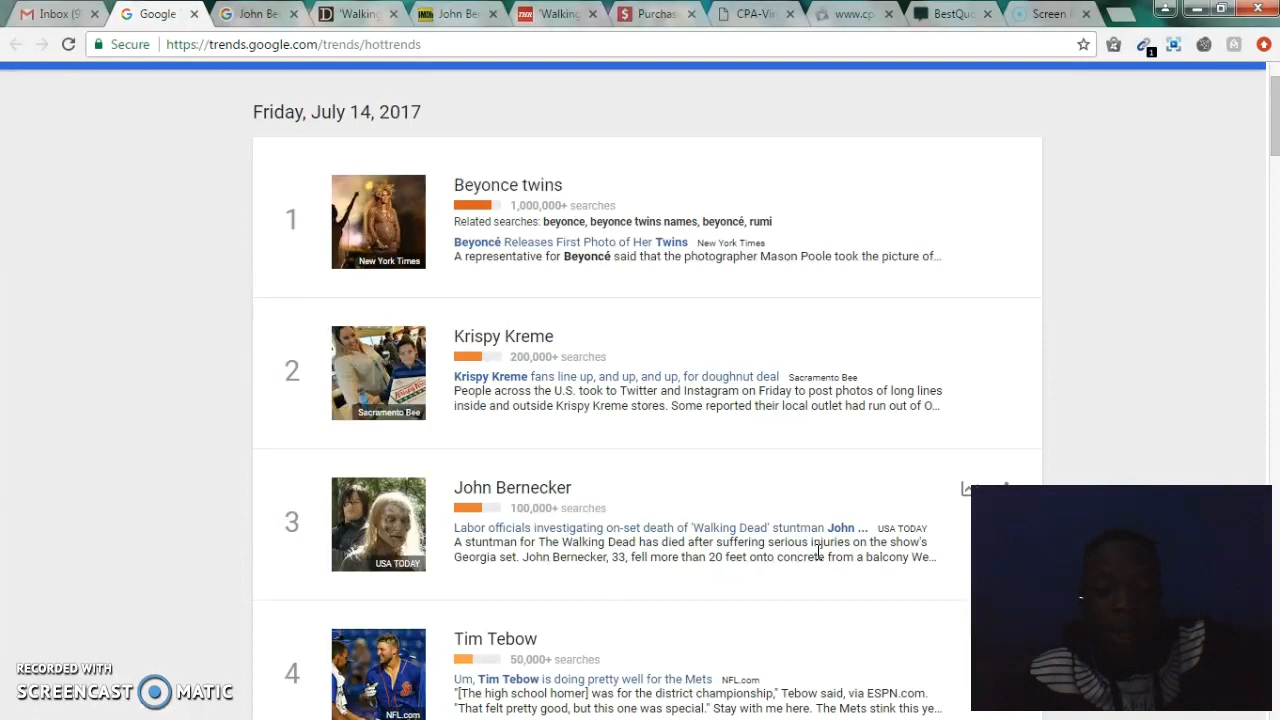 Inbox (9
Google
John Be
'Walking
IMDb John Be
THR 'Walking
Purchas
CPA-Vir
www.cp
BestQuo
Screen
Secure https://trends.google.com/trends/hottrends
1
Friday, July 14, 2017
1
New York Times
Beyonce twins
1,000,000+ searches
Related searches: beyonce, beyonce twins names, beyoncé, rumi
Beyoncé Releases First Photo of Her Twins New York Times
A representative for Beyoncé said that the photographer Mason Poole took the picture of...
2
Sacramento Bee
Krispy Kreme
200,000+ searches
Krispy Kreme fans line up, and up, and up, for doughnut deal Sacramento Bee
People across the U.S. took to Twitter and Instagram on Friday to post photos of long lines
inside and outside Krispy Kreme stores. Some reported their local outlet had run out of O...
3
USA TODAY
John Bernecker
100,000+ searches
Labor officials investigating on-set death of 'Walking Dead' stuntman John ... USA TODAY
A stuntman for The Walking Dead has died after suffering serious injuries on the show's
Georgia set. John Bernecker, 33, fell more than 20 feet onto concrete from a balcony We...
4
NFL.com
Tim Tebow
50,000+ searches
Um, Tim Tebow is doing pretty well for the Mets NFL.com
"[The high school homer] was for the district championship," Tebow said, via ESPN.com.
"That felt pretty good, but this one was special." Stay with me here. The Mets stink this ye...
RECORDED WITH
SCREENCAST MATIC